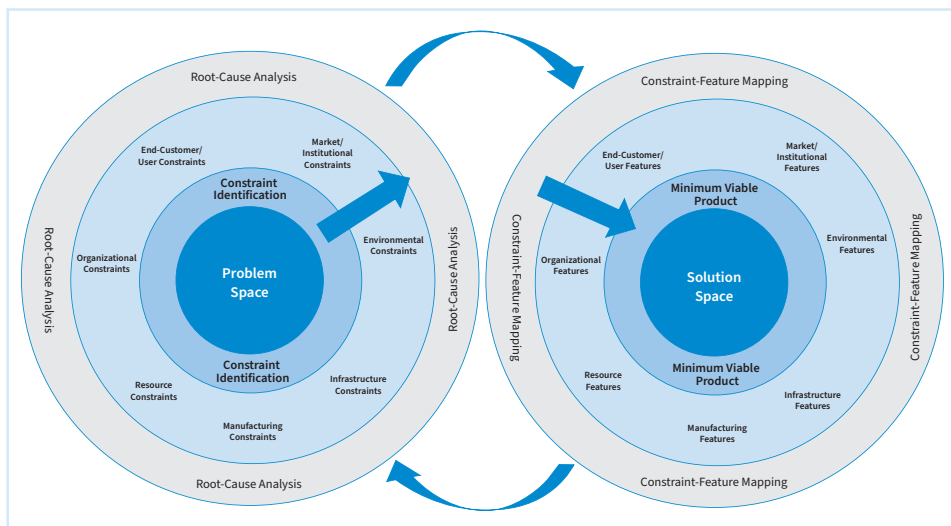 Root-Cause Analysis
End-Customer/
User Constraints
Market/
Institutional
Constraints
Constraint
Identification
Root-Cause Analysis
Organizational
Constraints
Problem
Space
Environmental
Constraints
Root-Cause Analysis
Constraint
Identification
Resource
Constraints
Infrastructure
Constraints
Manufacturing
Constraints
Root-Cause Analysis
Constraint-Feature Mapping
End-Customer/
User Features
Market/
Institutional
Features
Minimum Viable
Product
Constraint-Feature Mapping
Organizational
Features
Solution
Space
Environmental
Features
Constraint-Feature Mapping
Minimum Viable
Product
Resource
Features
Infrastructure
Features
Manufacturing
Features
Constraint-Feature Mapping